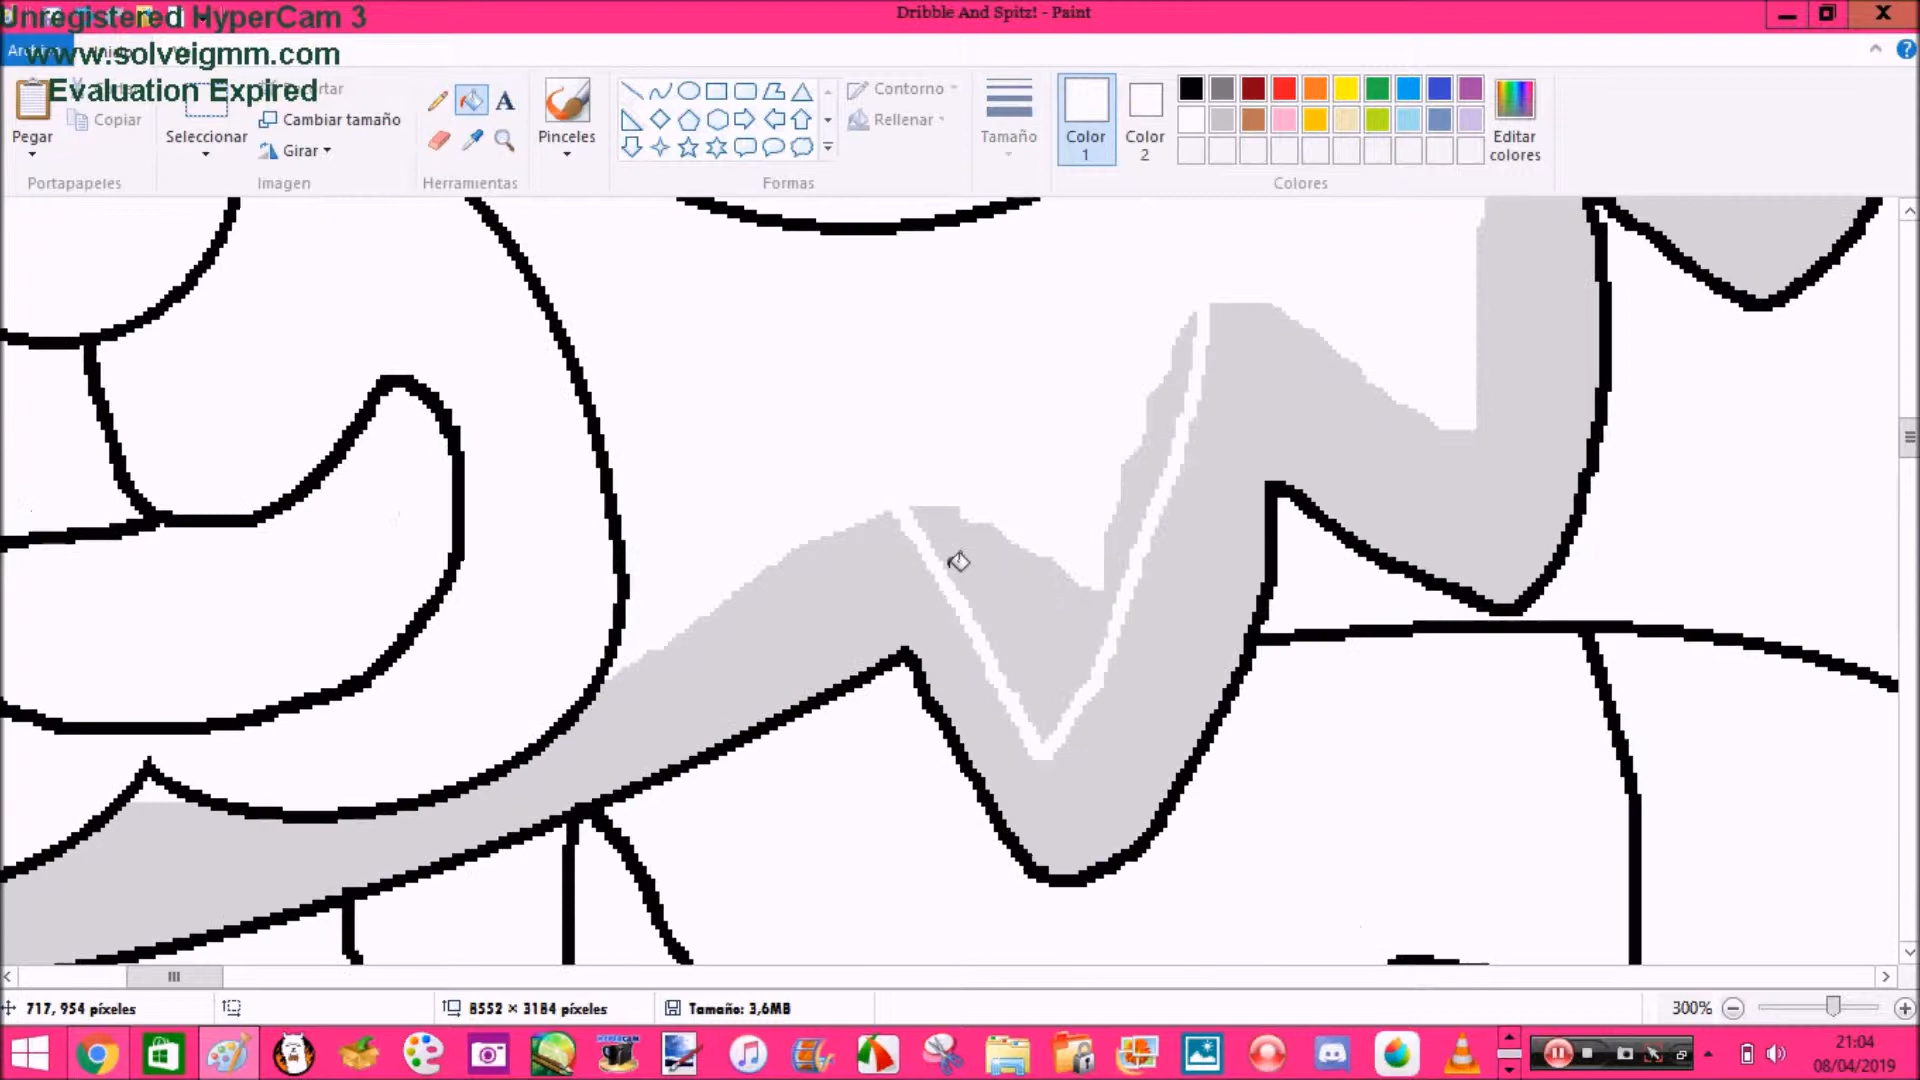 Unregistered HyperCam 3
Dribble And Spitz! - Paint
www.solveigmm.com
Evaluation Expired
Pegar
Copiar
Portapapeles
Seleccionar
Cambiar tamaño
Girar
Imagen
A
Herramientas
Pinceles
Formas
Contorno
Rellenar
Tamaño
Color
1
Color
2
Editar
colores
Colores
717, 954 píxeles
8552 × 3184 píxeles
Tamaño: 3,6MB
300%
21:04
08/04/2019